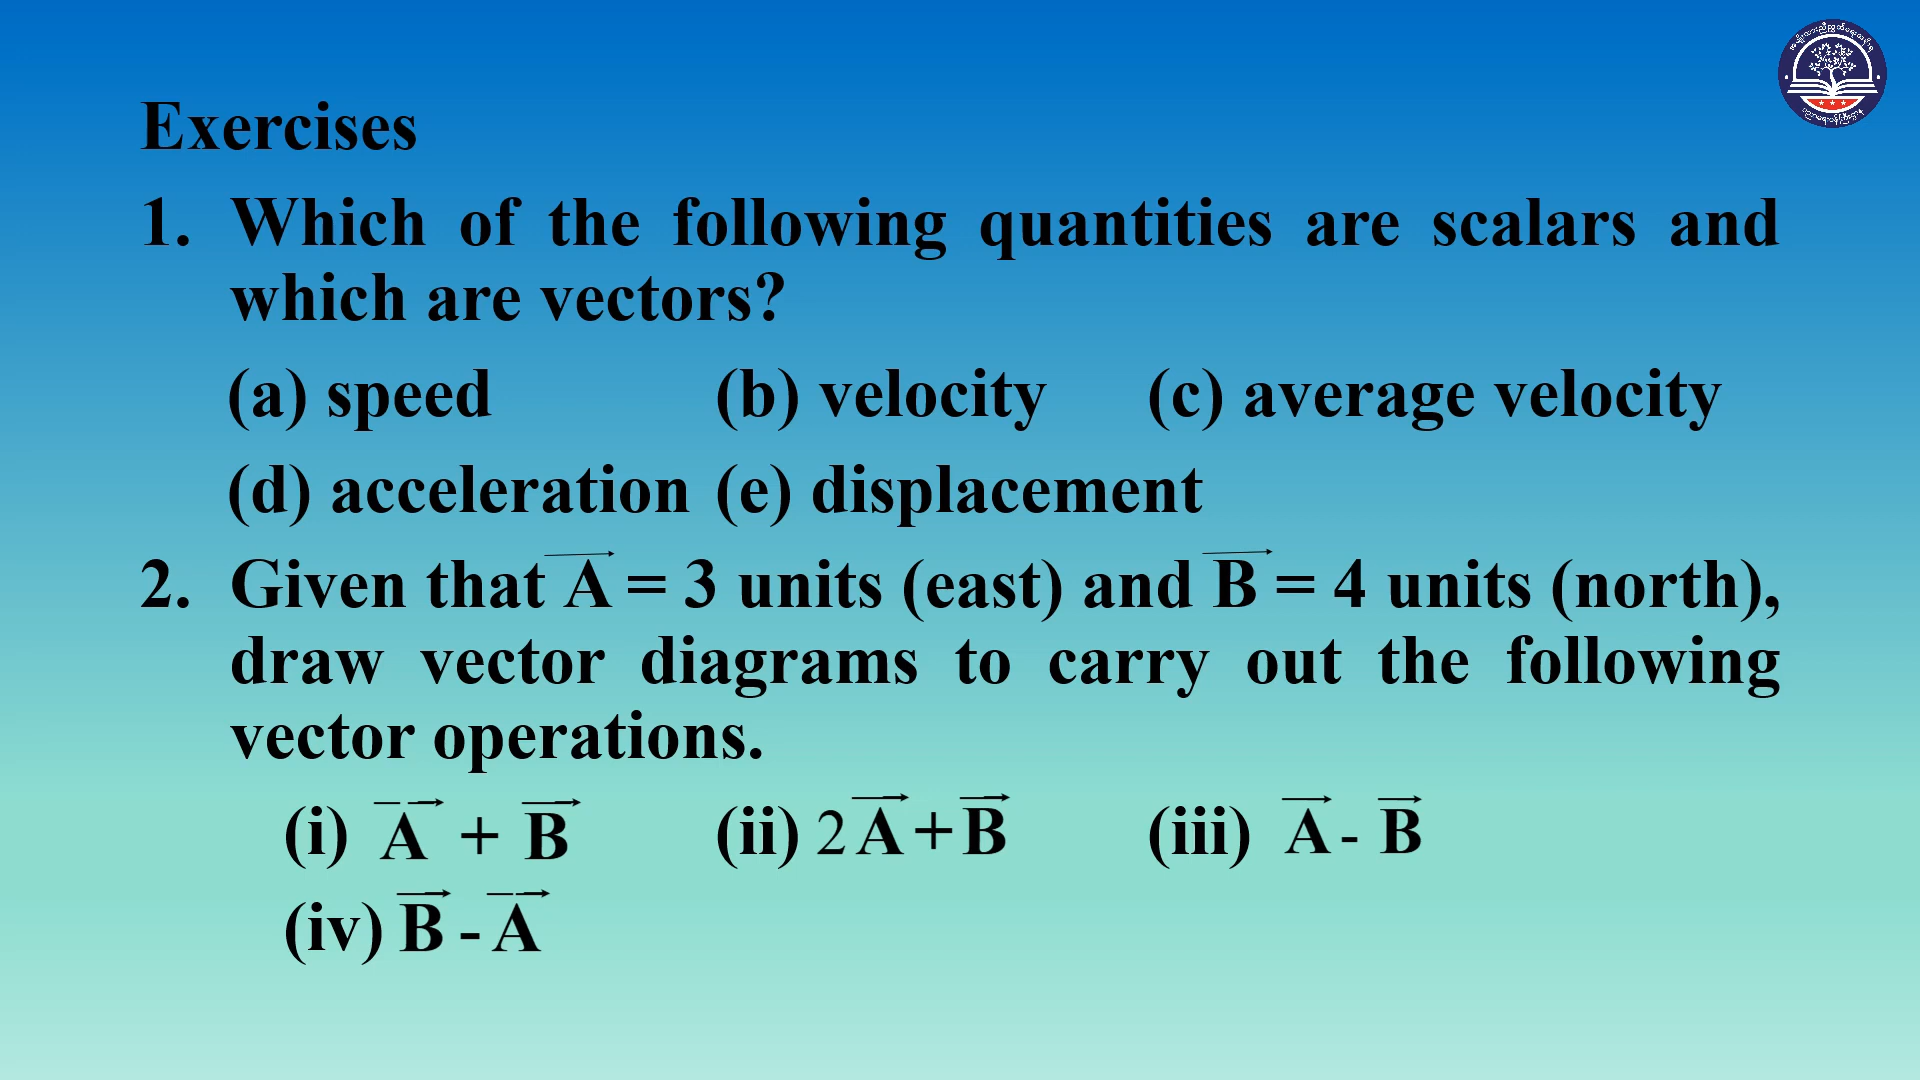 Exercises
1. Which of the following quantities are scalars and
which are vectors?
(a) speed (b) velocity (c) average velocity
(d) acceleration (e) displacement
2. Given that A⃗ = 3 units (east) and B⃗ = 4 units (north),
draw vector diagrams to carry out the following
vector operations.
(i) A⃗ + B⃗ (ii) 2 A⃗ + B⃗ (iii) A⃗ - B⃗
(iv) B⃗ - A⃗